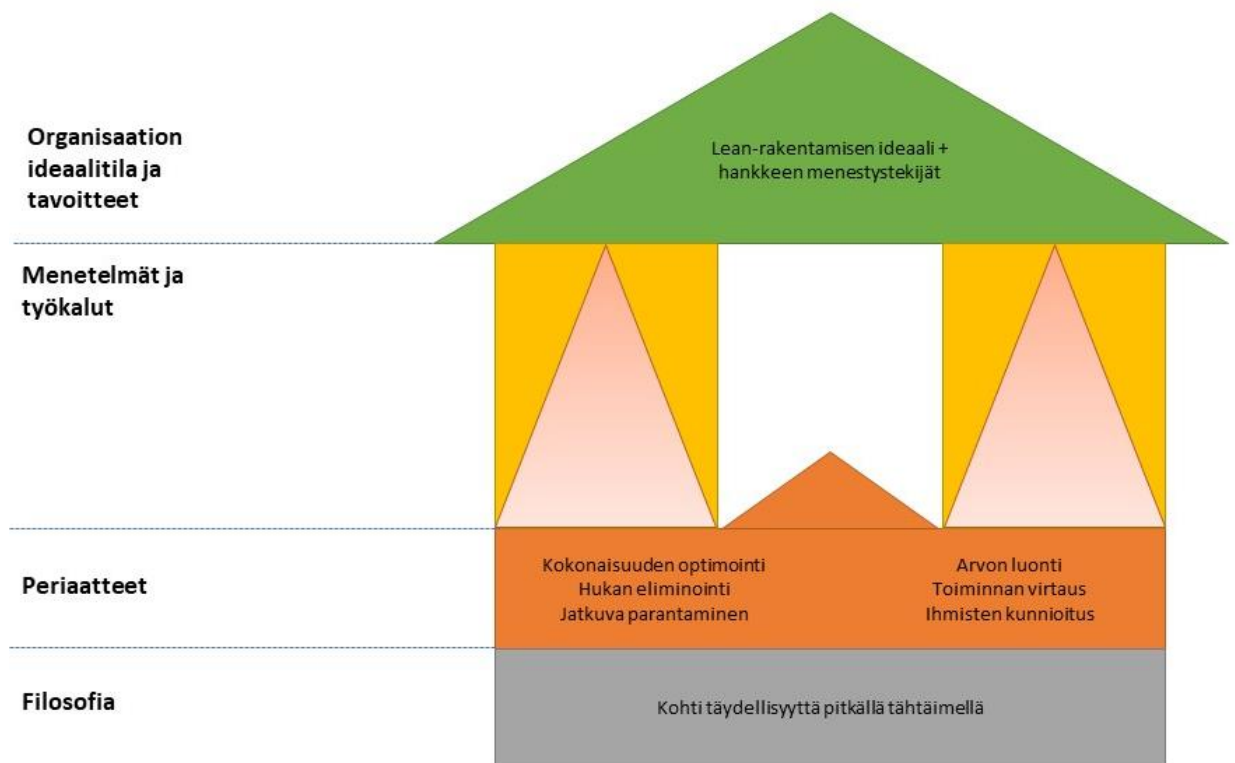 Organisaation
ideaalitila ja
tavoitteet
Lean-rakentamisen ideaali +
hankkeen menestystekijät
Menetelmät ja
työkalut
Periaatteet
Kokonaisuuden optimointi
Hukan eliminointi
Jatkuva parantaminen
Arvon luonti
Toiminnan virtaus
Ihmisten kunnioitus
Filosofia
Kohti täydellisyyttä pitkällä tähtäimellä